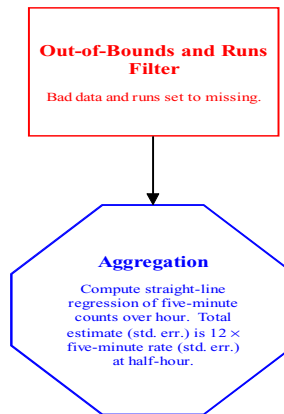 Out-of-Bounds and Runs
Filter
Bad data and runs set to missing.
Aggregation
Compute straight-line
regression of five-minute
counts over hour. Total
estimate (std. err.) is 12 ×
five-minute rate (std. err.)
at half-hour.